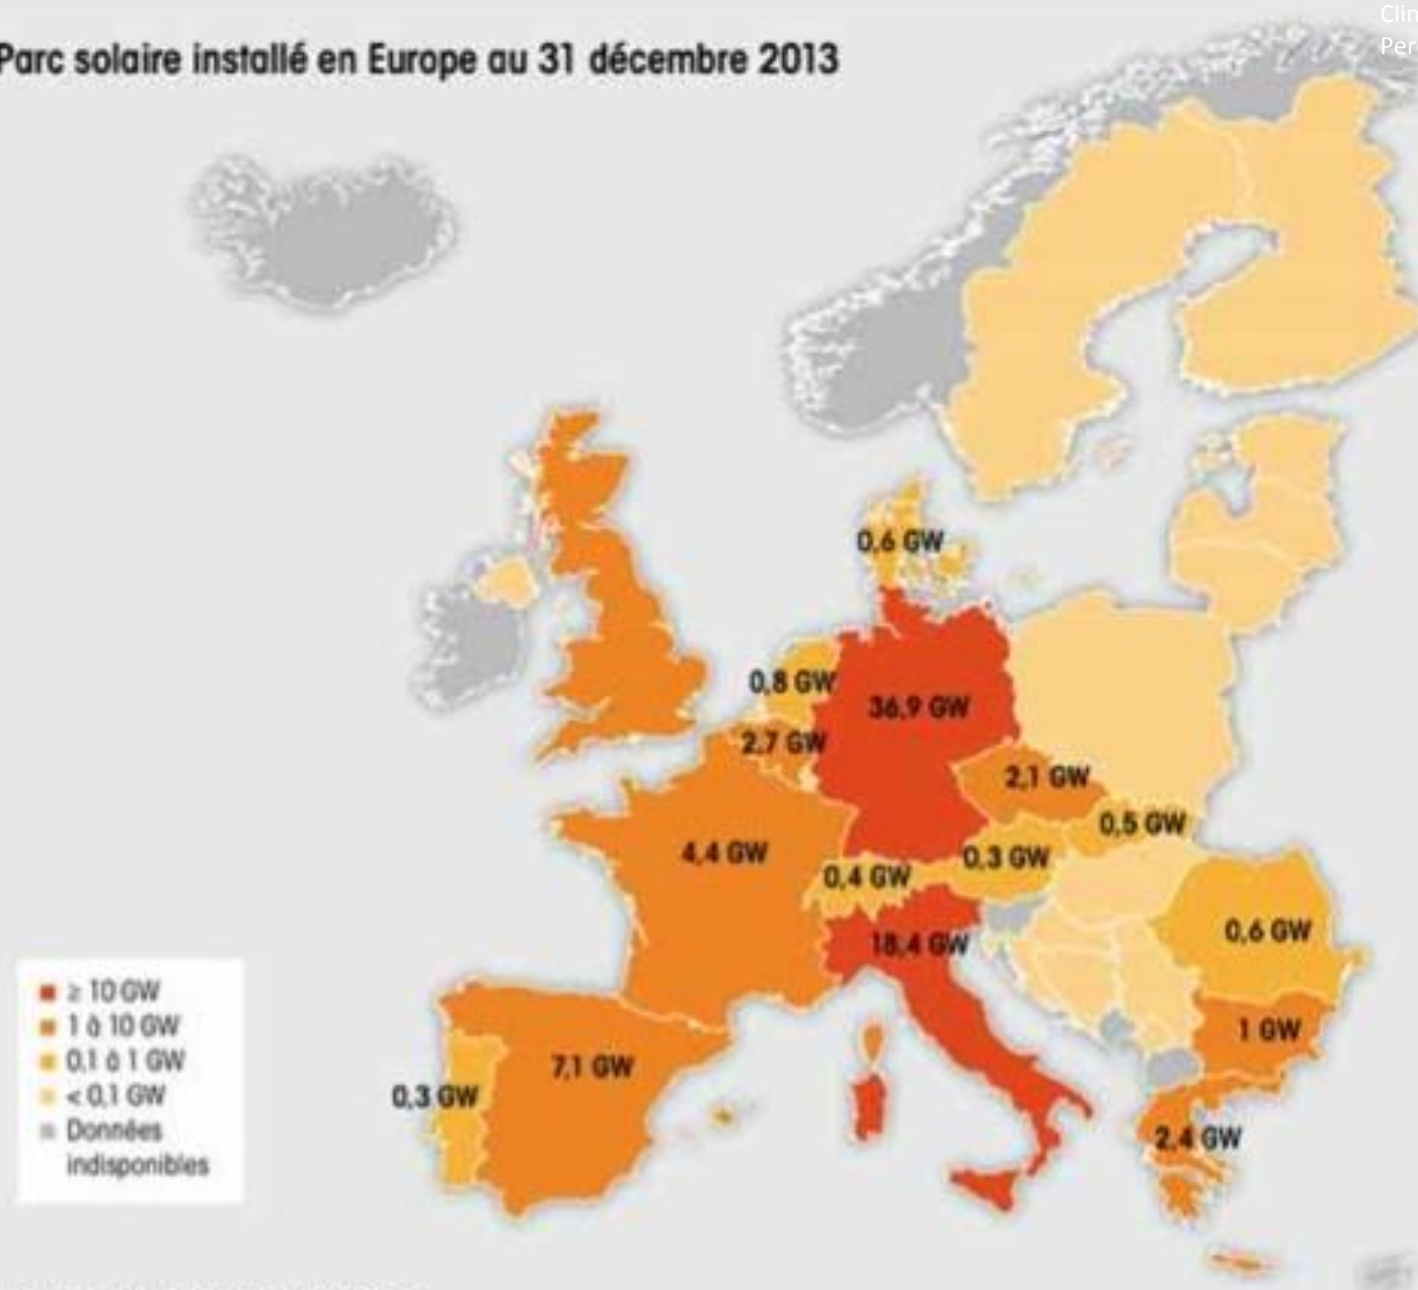 Parc solaire installé en Europe au 31 décembre 2013
0,6 GW
0,8 GW
36,9 GW
2,7 GW
2,1 GW
0,5 GW
4,4 GW
0,3 GW
0,4 GW
0,6 GW
18,4 GW
1 GW
7,1 GW
0,3 GW
2,4 GW
≥ 10 GW
1 à 10 GW
0,1 à 1 GW
< 0,1 GW
Données
indisponibles